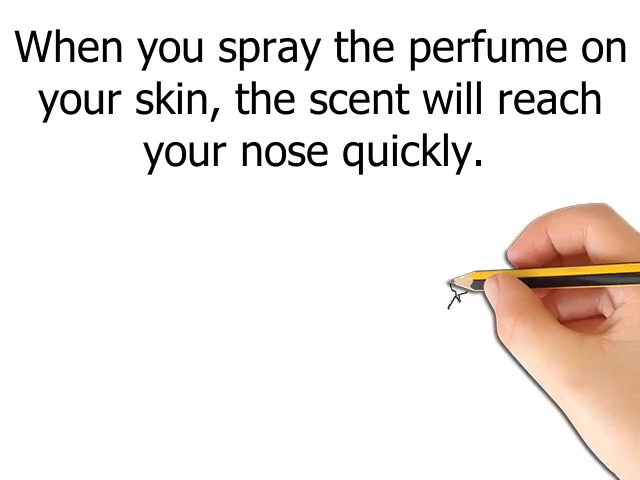 When you spray the perfume on
your skin, the scent will reach
your nose quickly.